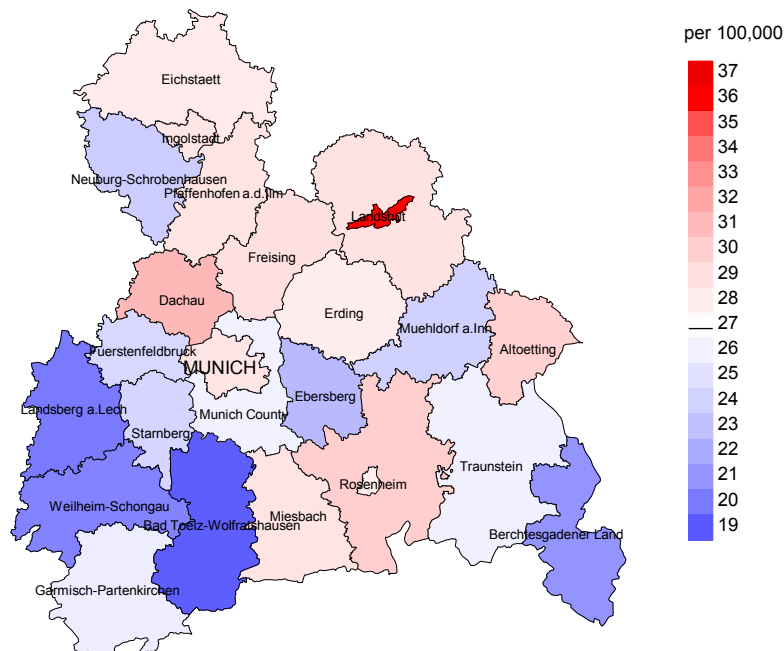 per 100,000
37
36
35
34
33
32
31
30
29
28
27
26
25
24
23
22
21
20
19
Eichstaett
Ingolstadt
Neuburg-Schrobenhausen
Pfaffenhofen a.d.Ilm
Landshut
Freising
Dachau
Erding
Muehldorf a.Inn
Altoetting
Fuerstenfeldbruck
MUNICH
Ebersberg
Landsberg a.Lech
Munich County
Starnberg
Traunstein
Rosenheim
Weilheim-Schongau
Miesbach
Bad Toelz-Wolfratshausen
Berchtesgadener Land
Garmisch-Partenkirchen